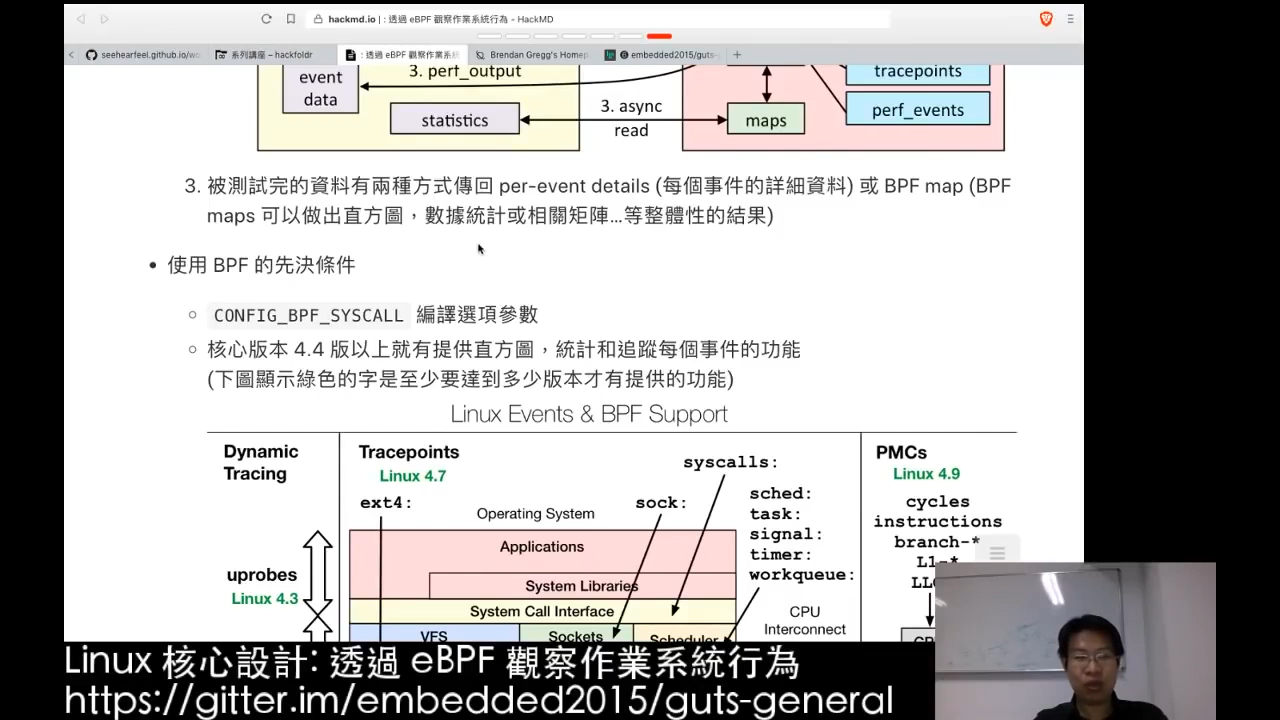 hackmd.io | : 透過 eBPF 觀察作業系統行為 - HackMD
seehearfeel.github.io/wo
系列講座 – hackfoldr
: 透過 eBPF 觀察作業系統
Brendan Gregg's Homep
embedded2015/guts-
event
data
3. perf_output
statistics
3. async
read
maps
tracepoints
perf_events
3. 被測試完的資料有兩種方式傳回 per-event details (每個事件的詳細資料) 或 BPF map (BPF
maps 可以做出直方圖，數據統計或相關矩陣...等整體性的結果)
• 使用 BPF 的先決條件
CONFIG_BPF_SYSCALL 編譯選項參數
核心版本 4.4 版以上就有提供直方圖，統計和追蹤每個事件的功能
(下圖顯示綠色的字是至少要達到多少版本才有提供的功能)
Linux Events & BPF Support
Dynamic
Tracing
uprobes
Linux 4.3
Tracepoints
Linux 4.7
ext4:
Operating System
sock:
syscalls:
sched:
task:
signal:
timer:
workqueue:
Applications
System Libraries
System Call Interface
VFS
Sockets
Scheduler
CPU
Interconnect
PMCs
Linux 4.9
cycles
instructions
branch-*
L1-*
Linux 核心設計: 透過 eBPF 觀察作業系統行為
https://gitter.im/embedded2015/guts-general